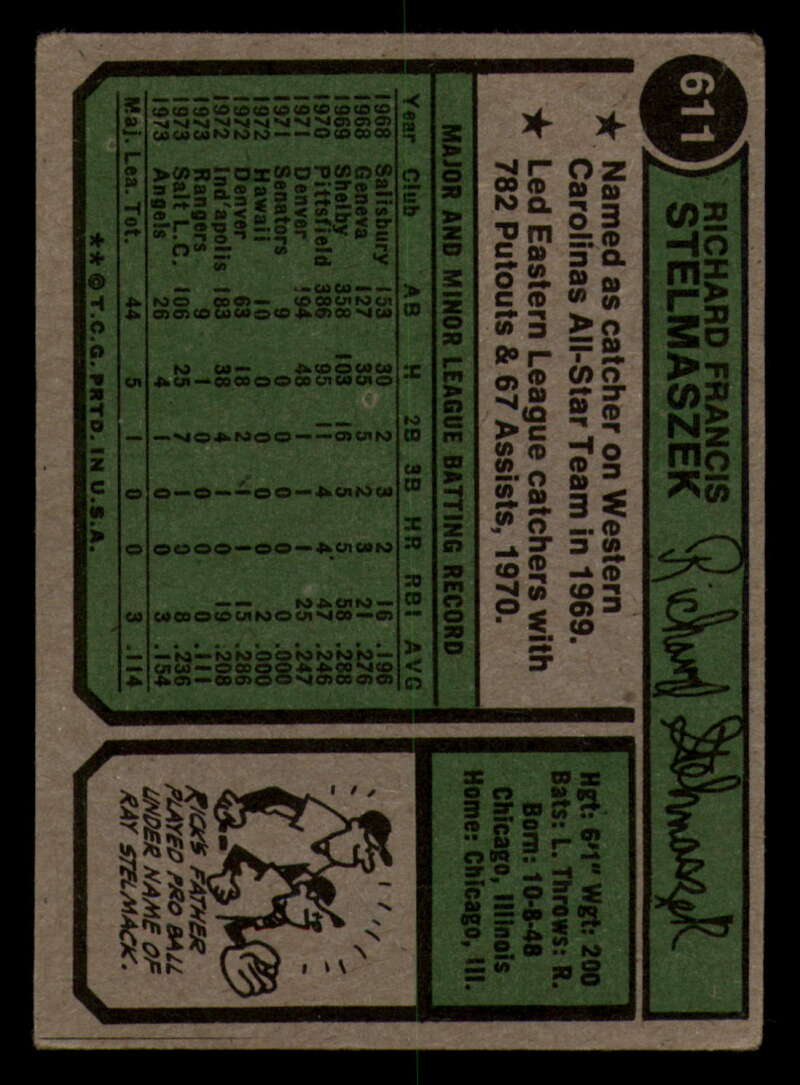 611
RICHARD FRANCIS
STELMASZEK
Richard Stelmaszek
★ Named as catcher on Western
Carolinas All-Star Team in 1969.
★ Led Eastern League catchers with
782 Putouts & 67 Assists, 1970.
MAJOR AND MINOR LEAGUE BATTING RECORD
Year Club AB H 2B 3B HR RBI AVG
1968 Salisbury 153 30 2 3 2 16 .196
1968 Geneva 127 35 5 2 3 21 .276
1969 Shelby 358 103 16 5 5 58 .288
1970 Pittsfield 386 95 11 4 4 47 .246
1971 Denver 194 48 1 1 1 25 .247
1971 Senators 9 0 0 0 0 0 .000
1972 Hawaii 10 0 0 0 0 2 .000
1972 Denver 63 18 2 1 1 15 .286
1972 Ind'apolis 183 38 4 1 0 19 .208
1973 Rangers 9 1 0 0 0 0 .111
1973 Salt L.C. 106 25 7 1 0 8 .236
1973 Angels 26 4 1 0 0 3 .154
Maj. Lea. Tot. 44 5 1 0 0 3 .114
** © T.C.G. PRTD. IN U.S.A.
Hgt: 6'1" Wgt: 200
Bats: L. Throws: R.
Born: 10-8-48
Chicago, Illinois
Home: Chicago, Ill.
RICK'S FATHER
PLAYED PRO BALL
UNDER NAME OF
RAY STELMACK.